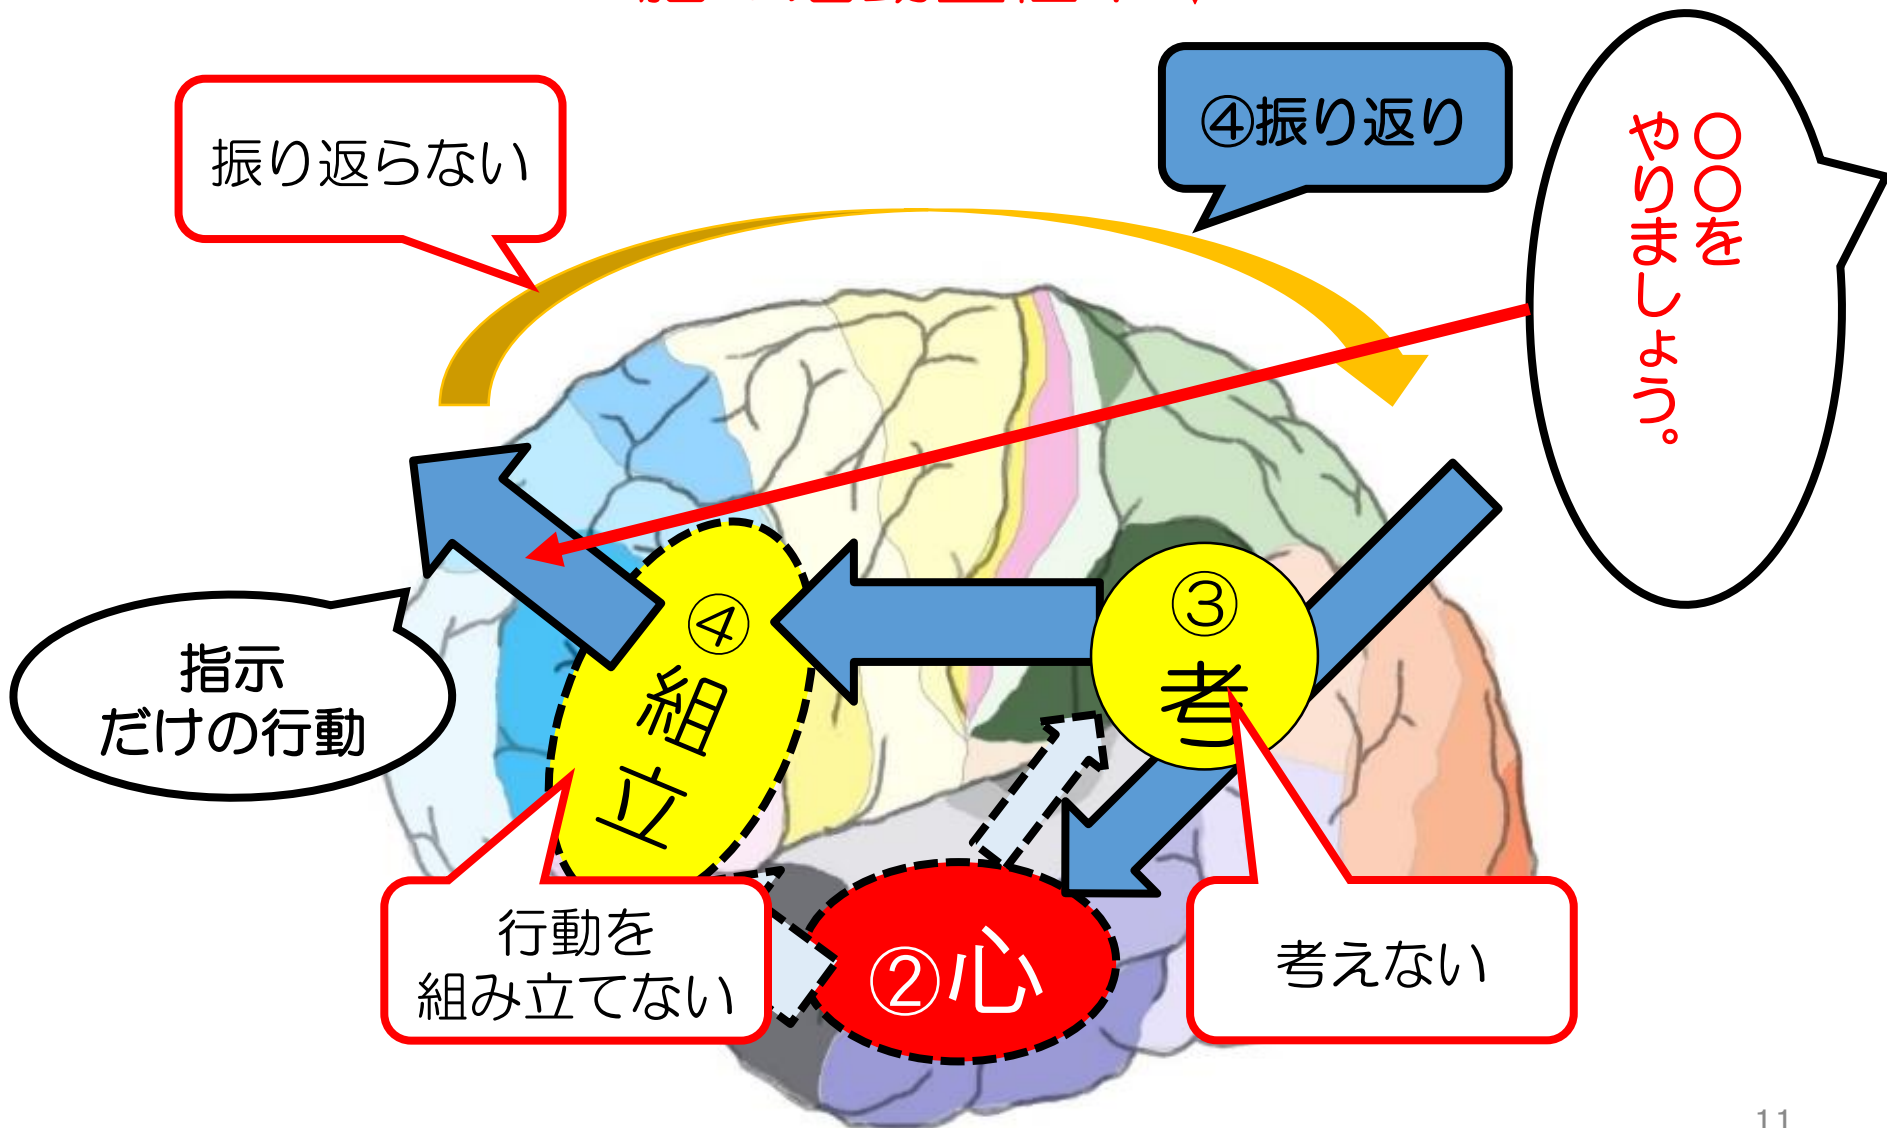 ④振り返り
振り返らない
〇〇を
やりましょう。
③
考
④
組
立
指示
だけの行動
行動を
組み立てない
②心
考えない
11